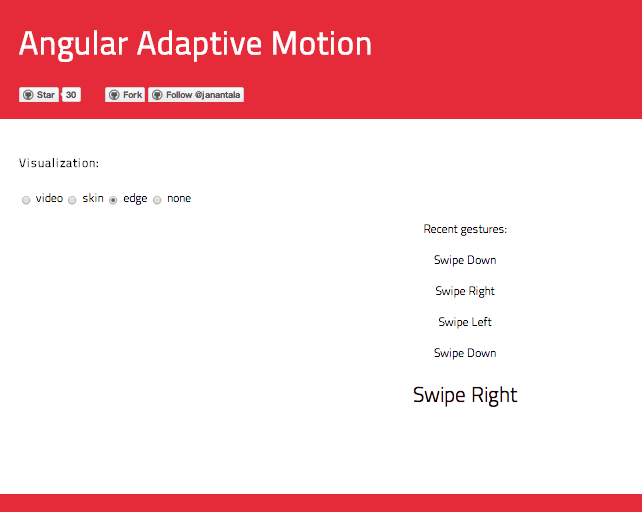 Angular Adaptive Motion
Star 30 Fork Follow @janantala
Visualization:
video skin edge none
Recent gestures:
Swipe Down
Swipe Right
Swipe Left
Swipe Down
Swipe Right